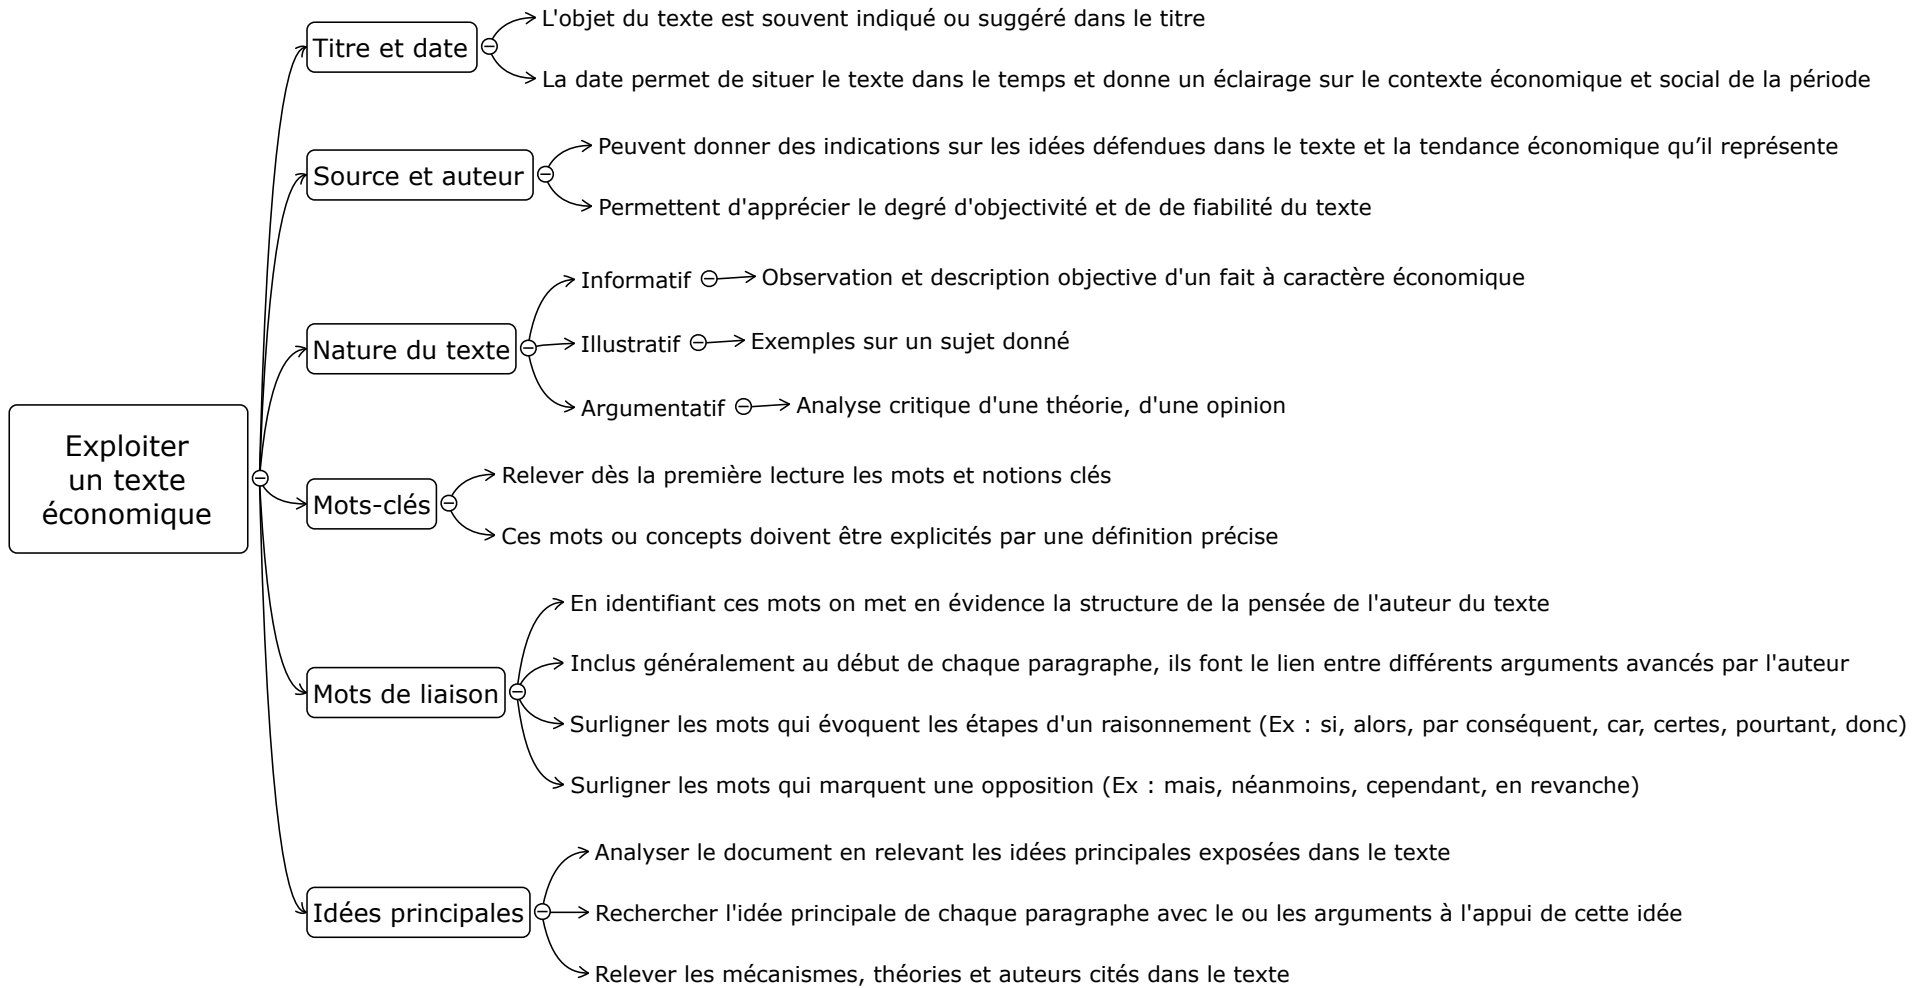 Exploiter
un texte
économique
Titre et date
L'objet du texte est souvent indiqué ou suggéré dans le titre
La date permet de situer le texte dans le temps et donne un éclairage sur le contexte économique et social de la période
Source et auteur
Peuvent donner des indications sur les idées défendues dans le texte et la tendance économique qu’il représente
Permettent d'apprécier le degré d'objectivité et de de fiabilité du texte
Nature du texte
Informatif
Observation et description objective d'un fait à caractère économique
Illustratif
Exemples sur un sujet donné
Argumentatif
Analyse critique d'une théorie, d'une opinion
Mots-clés
Relever dès la première lecture les mots et notions clés
Ces mots ou concepts doivent être explicités par une définition précise
Mots de liaison
En identifiant ces mots on met en évidence la structure de la pensée de l'auteur du texte
Inclus généralement au début de chaque paragraphe, ils font le lien entre différents arguments avancés par l'auteur
Surligner les mots qui évoquent les étapes d'un raisonnement (Ex : si, alors, par conséquent, car, certes, pourtant, donc)
Surligner les mots qui marquent une opposition (Ex : mais, néanmoins, cependant, en revanche)
Idées principales
Analyser le document en relevant les idées principales exposées dans le texte
Rechercher l'idée principale de chaque paragraphe avec le ou les arguments à l'appui de cette idée
Relever les mécanismes, théories et auteurs cités dans le texte